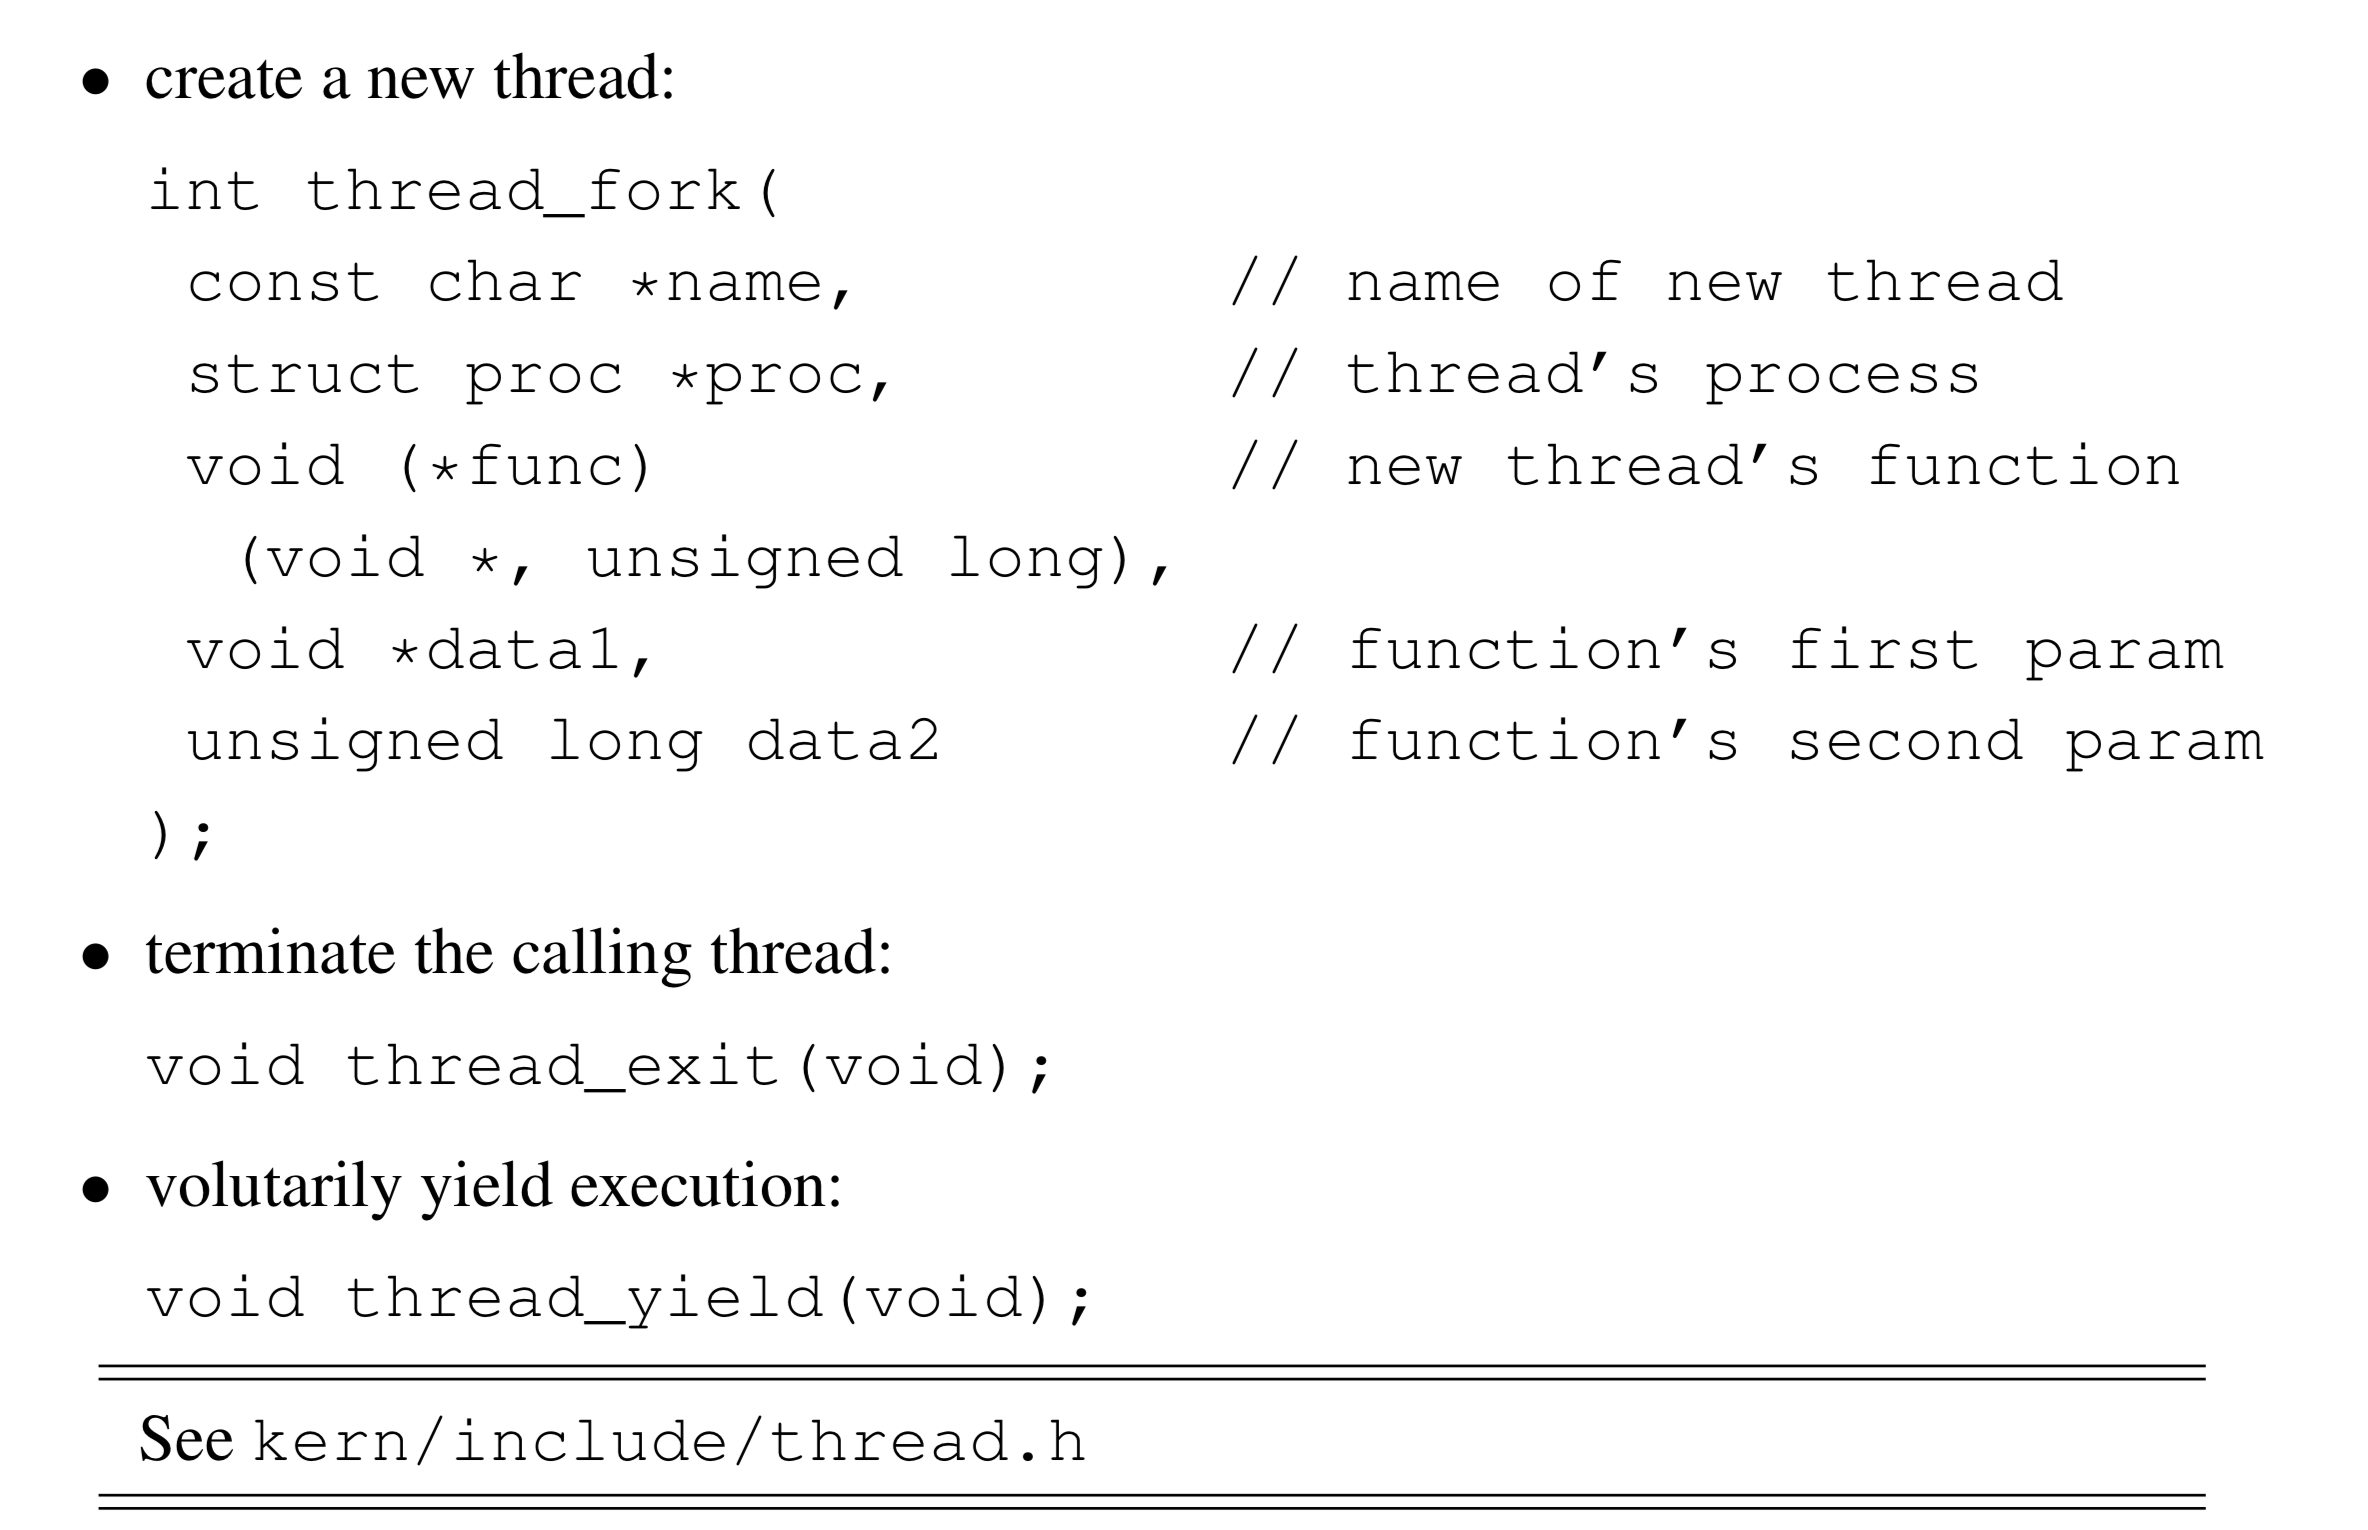 • create a new thread:
int thread_fork(
const char *name, // name of new thread
struct proc *proc, // thread’s process
void (*func) // new thread’s function
(void *, unsigned long),
void *data1, // function’s first param
unsigned long data2 // function’s second param
);
• terminate the calling thread:
void thread_exit(void);
• volutarily yield execution:
void thread_yield(void);
See kern/include/thread.h